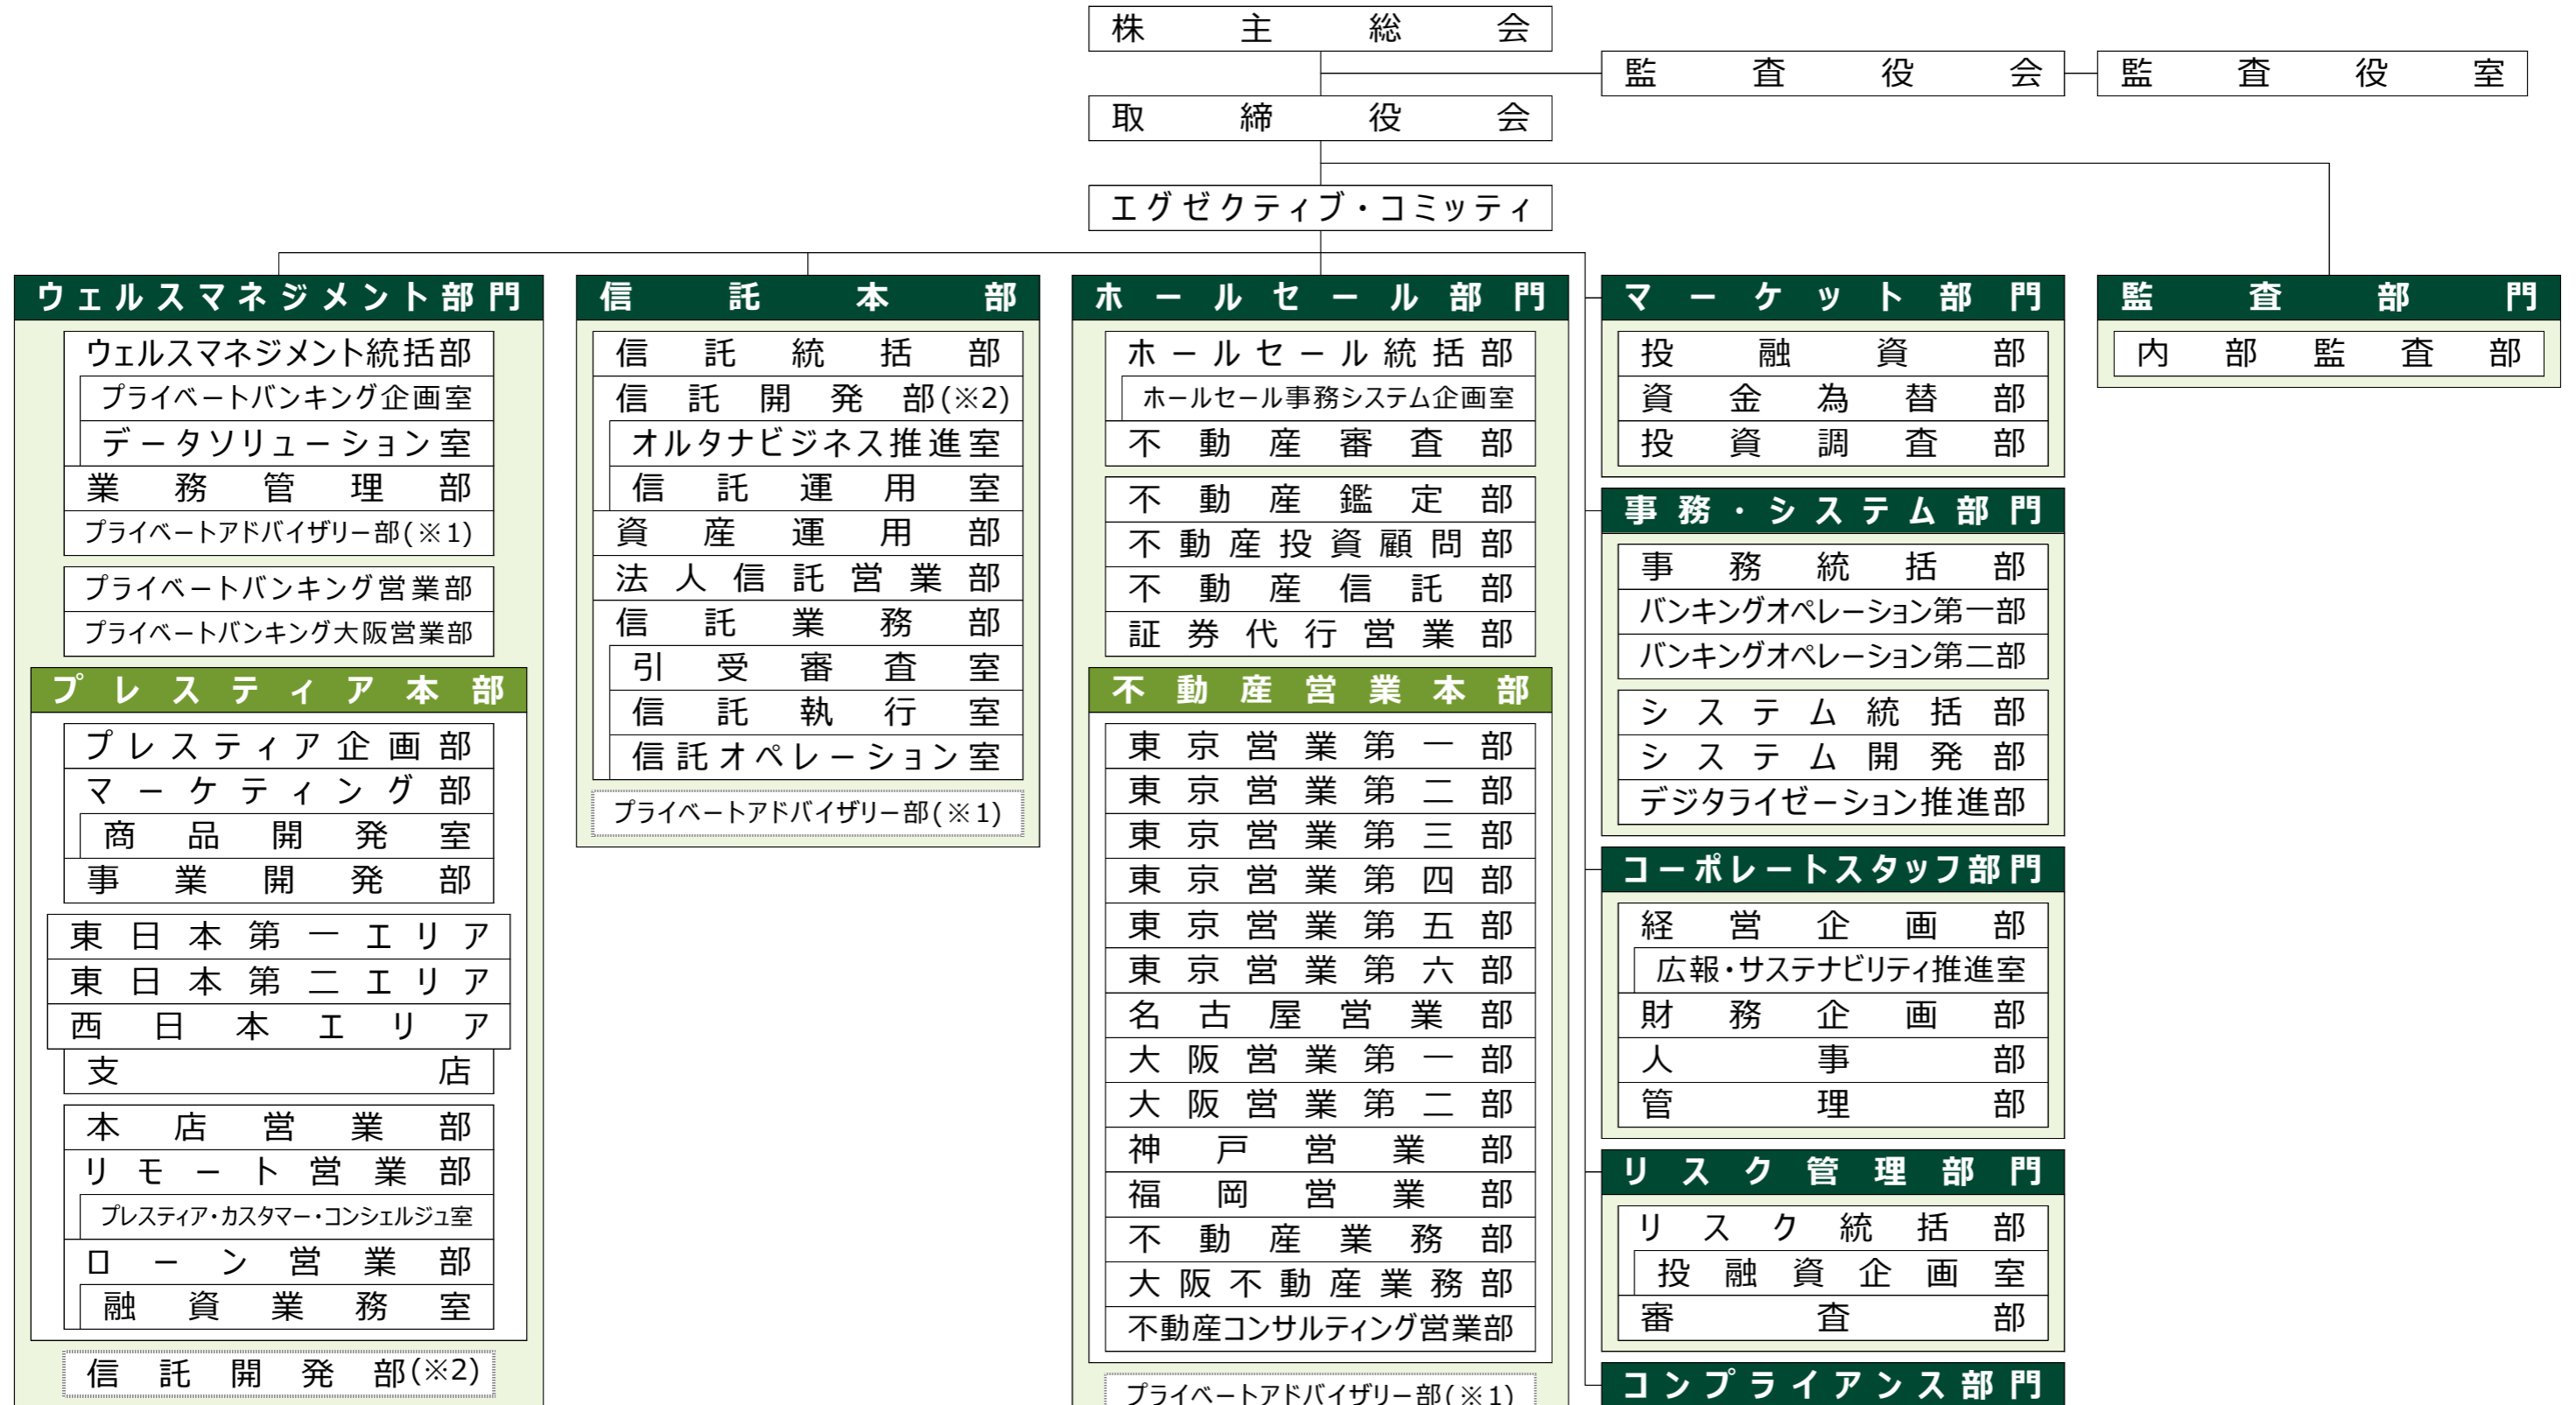 株主総会
監査役会
監査役室
取締役会
エグゼクティブ・コミッティ
ウェルスマネジメント部門
ウェルスマネジメント統括部
プライベートバンキング企画室
データソリューション室
業務管理部
プライベートアドバイザリー部(※1)
プライベートバンキング営業部
プライベートバンキング大阪営業部
プレスティア本部
プレスティア企画部
マーケティング部
商品開発室
事業開発部
東日本第一エリア
東日本第二エリア
西日本エリア
支店
本店営業部
リモート営業部
プレスティア・カスタマー・コンシェルジュ室
ローン営業部
融資業務室
信託開発部(※2)
信託本部
信託統括部
信託開発部(※2)
オルタナビジネス推進室
信託運用室
資産運用部
法人信託営業部
信託業務部
引受審査室
信託執行室
信託オペレーション室
プライベートアドバイザリー部(※1)
ホールセール部門
ホールセール統括部
ホールセール事務システム企画室
不動産審査部
不動産鑑定部
不動産投資顧問部
不動産信託部
証券代行営業部
不動産営業本部
東京営業第一部
東京営業第二部
東京営業第三部
東京営業第四部
東京営業第五部
東京営業第六部
名古屋営業部
大阪営業第一部
大阪営業第二部
神戸営業部
福岡営業部
不動産業務部
大阪不動産業務部
不動産コンサルティング営業部
プライベートアドバイザリー部(※1)
マーケット部門
投融資部
資金為替部
投資調査部
事務・システム部門
事務統括部
バンキングオペレーション第一部
バンキングオペレーション第二部
システム統括部
システム開発部
デジタライゼーション推進部
コーポレートスタッフ部門
経営企画部
広報・サステナビリティ推進室
財務企画部
人事部
管理部
リスク管理部門
リスク統括部
投融資企画室
審査部
コンプライアンス部門
監査部門
内部監査部